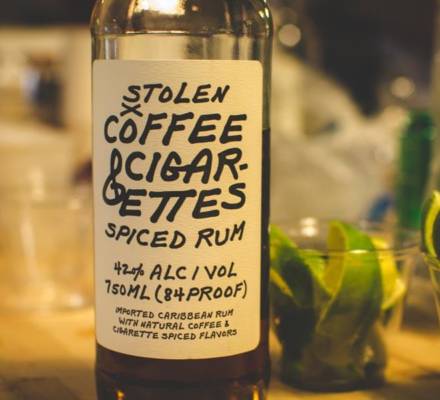 STOLEN
X
COFFEE
& CIGAR-
ETTES
SPICED RUM
42% ALC / VOL
750ML (84 PROOF)
IMPORTED CARIBBEAN RUM
WITH NATURAL COFFEE &
CIGARETTE SPICED FLAVORS